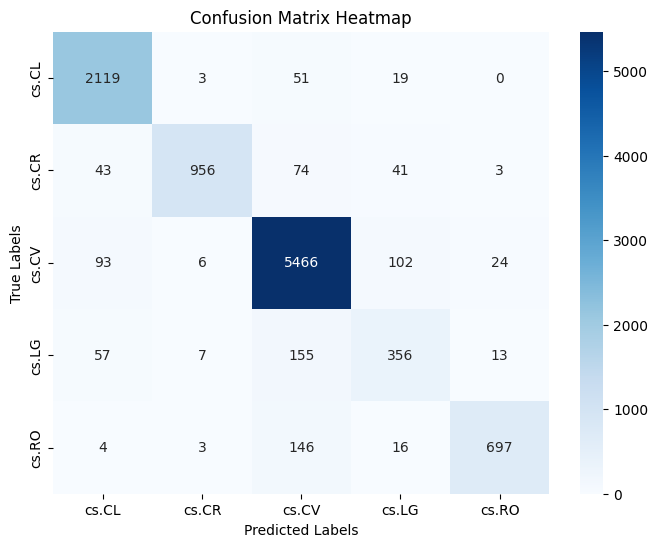 Confusion Matrix Heatmap
True Labels
cs.CL
2119 3 51 19 0
cs.CR
43 956 74 41 3
cs.CV
93 6 5466 102 24
cs.LG
57 7 155 356 13
cs.RO
4 3 146 16 697
cs.CL cs.CR cs.CV cs.LG cs.RO
Predicted Labels
5000
4000
3000
2000
1000
0